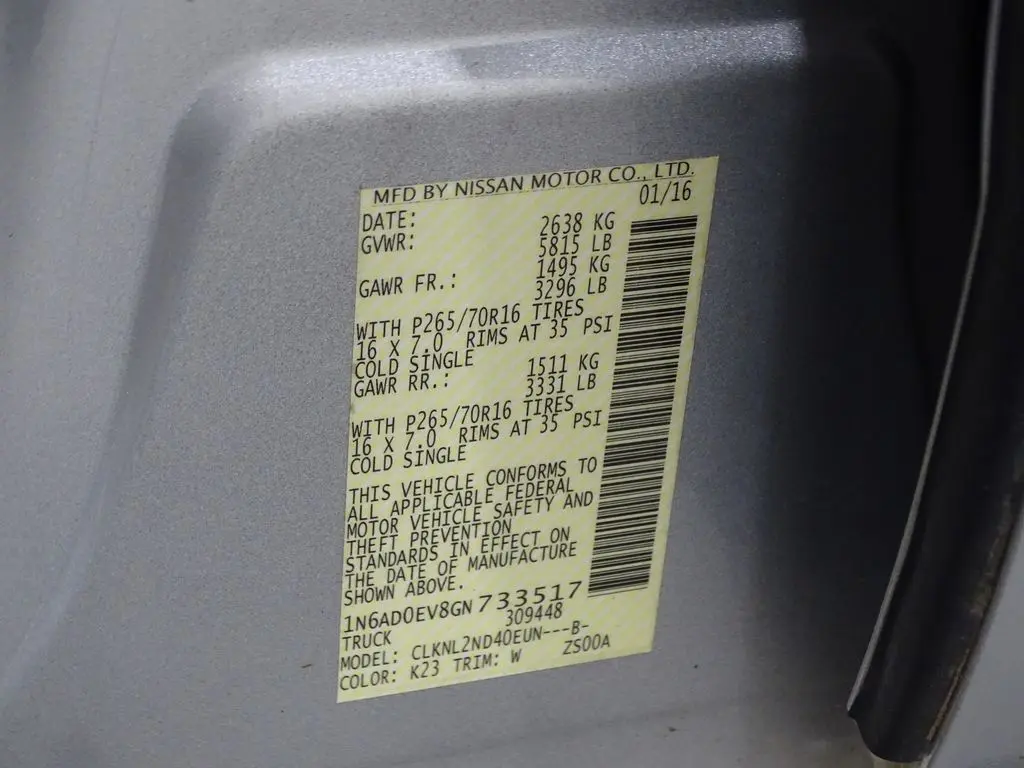 MFD BY NISSAN MOTOR CO., LTD.
DATE: 01/16
GVWR: 2638 KG
5815 LB
GAWR FR.: 1495 KG
3296 LB
WITH P265/70R16 TIRES
16 X 7.0 RIMS AT 35 PSI
COLD SINGLE
GAWR RR.: 1511 KG
3331 LB
WITH P265/70R16 TIRES
16 X 7.0 RIMS AT 35 PSI
COLD SINGLE
THIS VEHICLE CONFORMS TO
ALL APPLICABLE FEDERAL
MOTOR VEHICLE SAFETY AND
THEFT PREVENTION
STANDARDS IN EFFECT ON
THE DATE OF MANUFACTURE
SHOWN ABOVE.
1N6AD0EV8GN733517
TRUCK 309448
MODEL: CLKNL2ND40EUN---B-
COLOR: K23 TRIM: W ZS00A